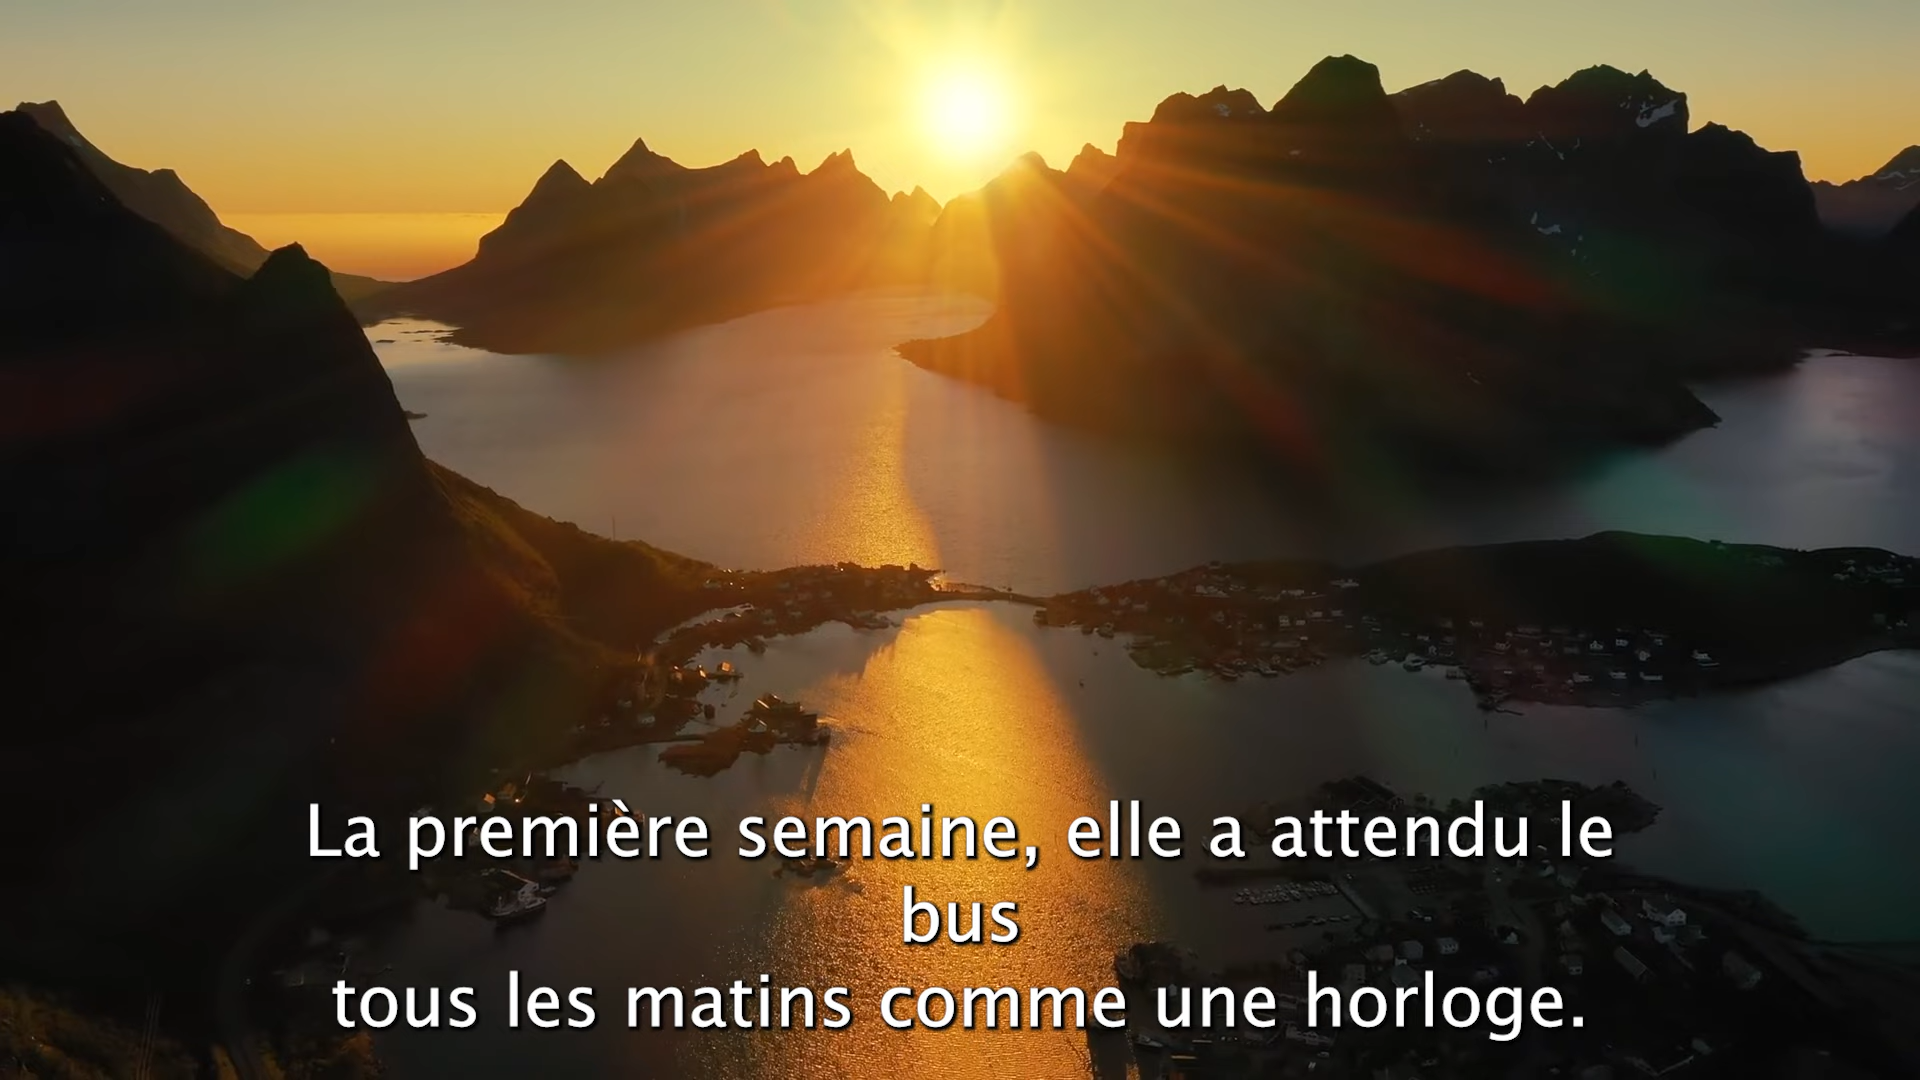 La première semaine, elle a attendu le
bus
tous les matins comme une horloge.